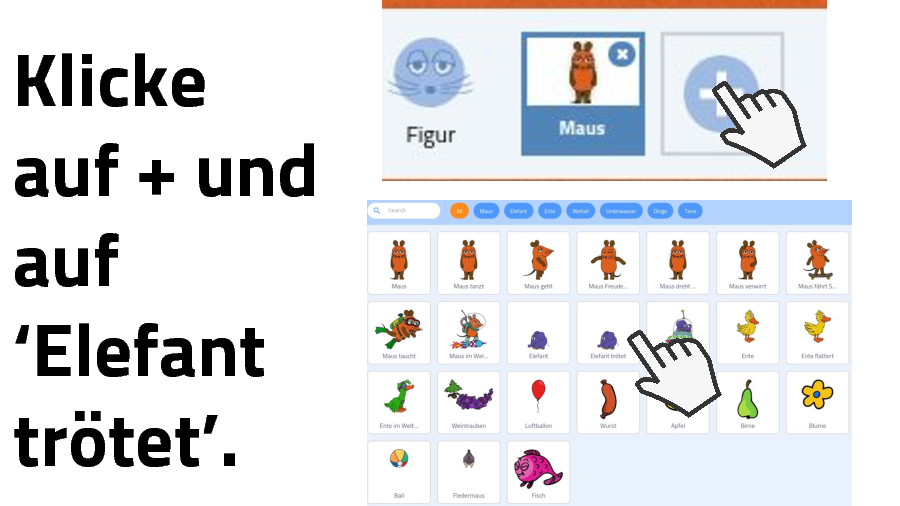 Klicke
auf + und
auf
‘Elefant
trötet’.
Figur
Maus
Search
All Maus Elefant Ente Weltall Unterwasser Dinge Tiere
Maus Maus tanzt Maus geht Maus Freude... Maus dreht ... Maus verwirrt Maus fährt S...
Maus taucht Maus im Wel... Elefant Elefant trötet Ente Ente flattert
Ente im Welt... Weintrauben Luftballon Wurst Apfel Birne Blume
Ball Fledermaus Fisch